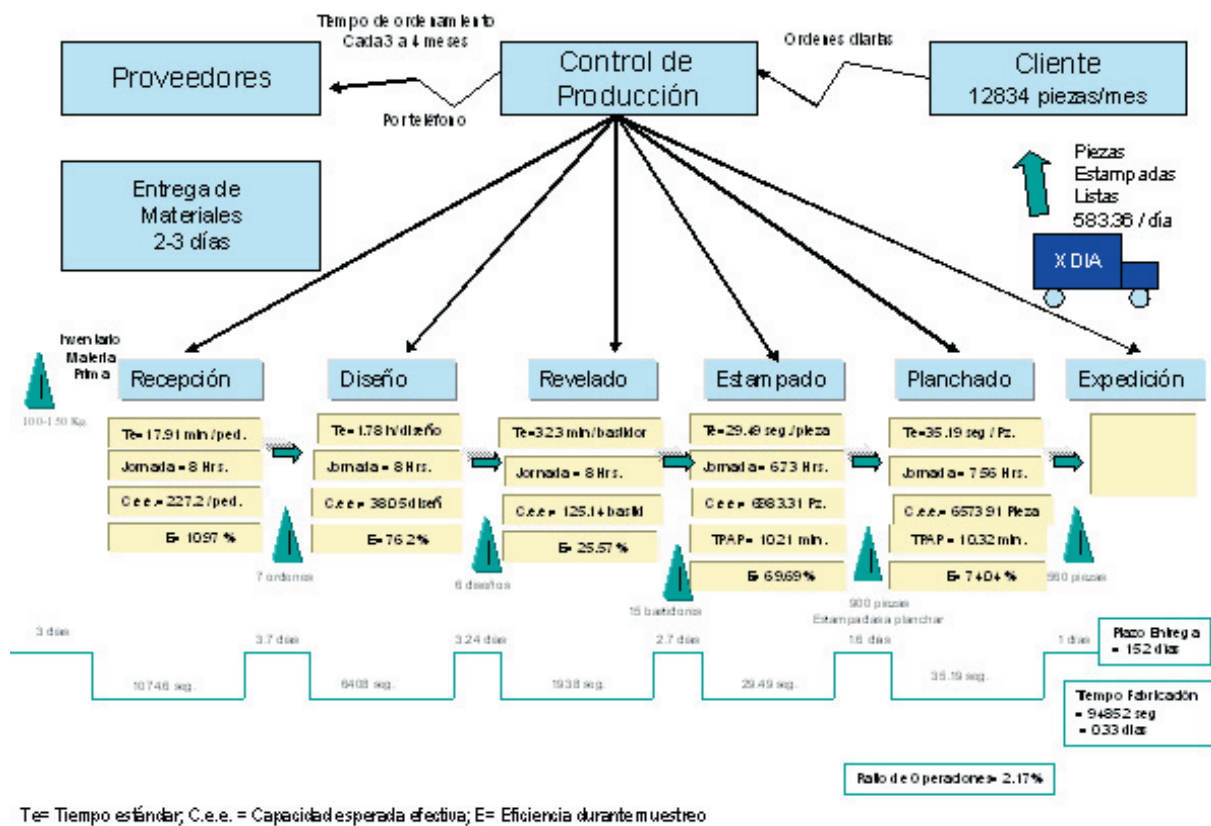 Tiempo de ordenamiento
Cada 3 a 4 meses
Ordenes diarias
Proveedores
Control de
Producción
Cliente
12834 piezas/mes
Por teléfono
Entrega de
Materiales
2-3 días
Piezas
Estampadas
Listas
583.36 / día
X DIA
Inventario
Materia
Prima
100-150 Kg.
Recepción
Diseño
Revelado
Estampado
Planchado
Expedición
Te= 17.91 min/ped.
Jornada = 8 Hrs.
C.e.e.= 227.2 /ped.
E= 10.97 %
7 ordenes
Te= 1.78 h/diseño
Jornada = 8 Hrs.
C.e.e.= 38.05 diseñ
E= 76.2%
6 diseños
Te=32.3 min/bastidor
Jornada = 8 Hrs.
C.e.e.= 125.14 bastid
E= 25.57 %
15 bastidores
Te=29.49 seg./pieza
Jornada = 6.73 Hrs.
C.e.e= 6983.31 Pz.
TPAP= 10.21 min.
E= 69.69%
900 piezas
Estampadas a planchar
Te=35.19 seg / Pz.
Jornada = 7.56 Hrs.
C.e.e.= 6573.91 Pieza
TPAP = 10.32 min.
E= 74.04 %
560 piezas
3 días
3.7 días
3.24 días
2.7 días
1.6 días
1 días
1074.6 seg.
6408 seg.
1938 seg.
29.49 seg.
35.19 seg.
Plazo Entrega
= 15.2 días
Tiempo Fabricación
= 9485.2 seg
= 0.33 días
Ratio de Operaciones= 2.17%
Te= Tiempo estándar; C.e.e. = Capacidad esperada efectiva; E= Eficiencia durante muestreo